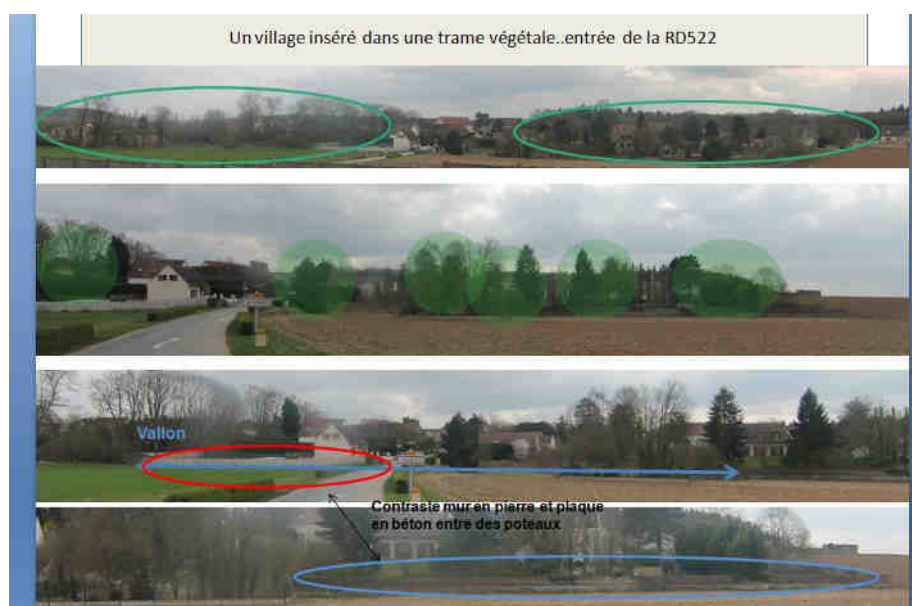 Un village inséré dans une trame végétale..entrée de la RD522
Vallon
Contraste mur en pierre et plaque
en béton entre des poteaux